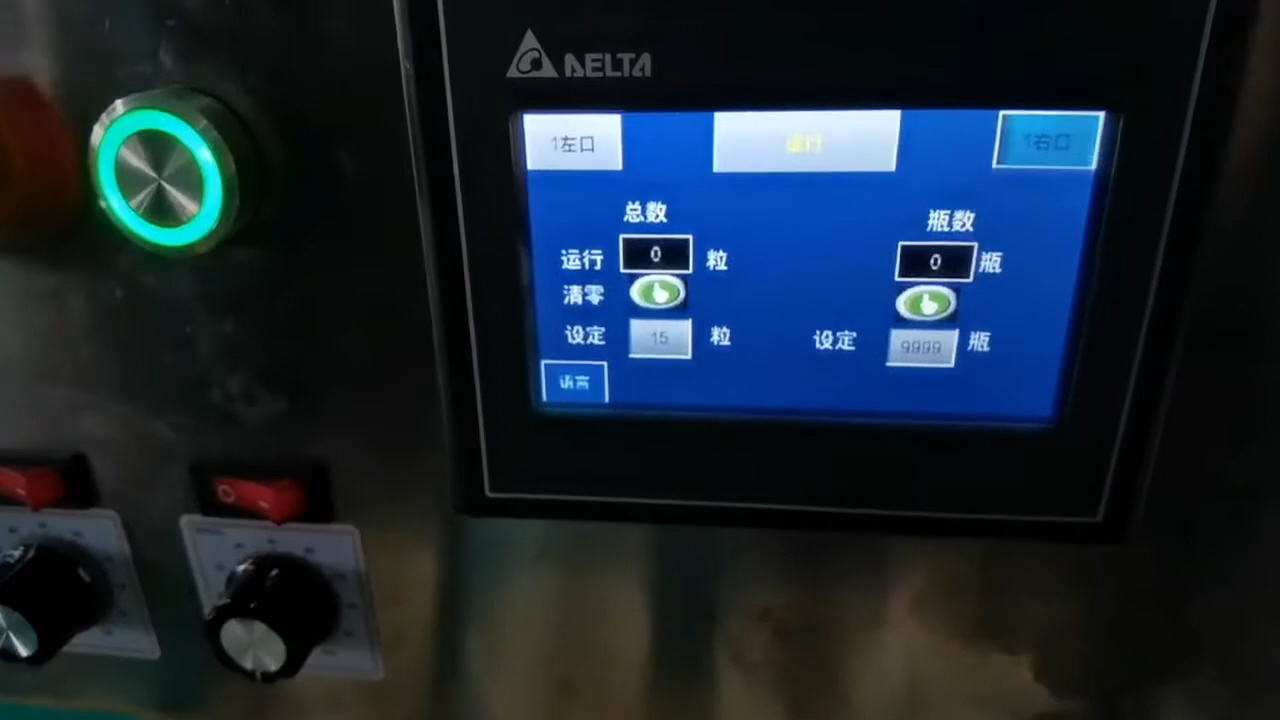 DELTA
1左口 运行 1右口
总数 瓶数
运行 0 粒 0 瓶
清零
设定 15 粒 设定 9999 瓶
语言